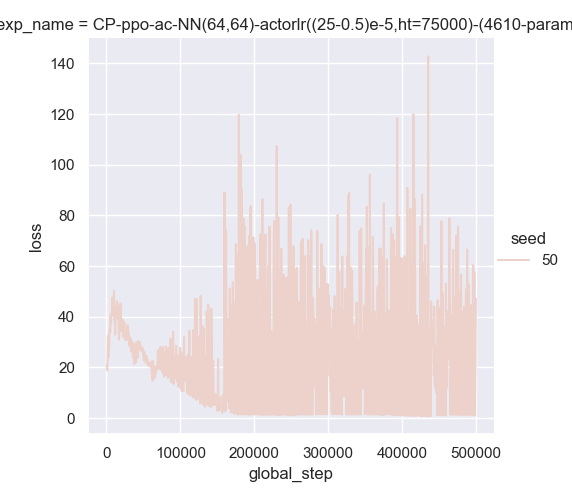 exp_name = CP-ppo-ac-NN(64,64)-actorlr((25-0.5)e-5,ht=75000)-(4610-param
140
120
100
80
60
40
20
0
loss
0 100000 200000 300000 400000 500000
global_step
seed
50